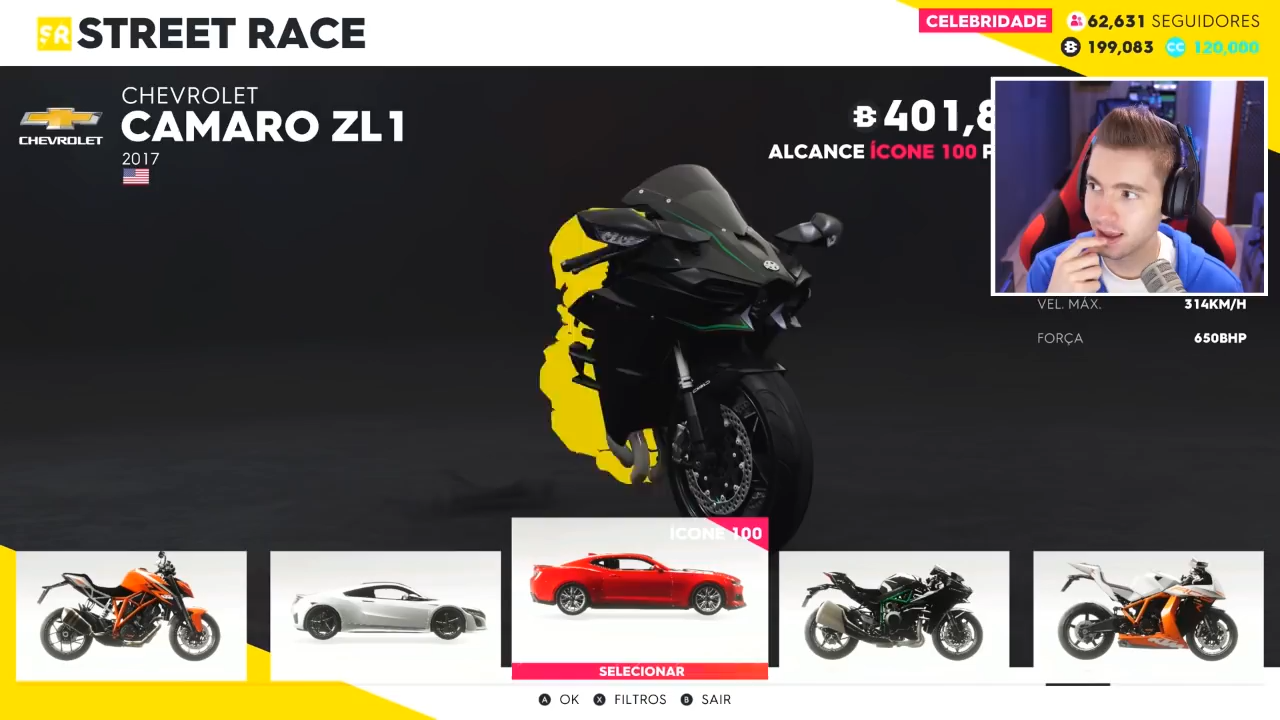 SR STREET RACE
CELEBRIDADE
62,631 SEGUIDORES
199,083 CC 120,000
CHEVROLET
CAMARO ZL1
2017
CHEVROLET
401,8
ALCANCE ÍCONE 100
VEL. MÁX. 314KM/H
FORÇA 650BHP
ÍCONE 100
SELECIONAR
A OK X FILTROS B SAIR